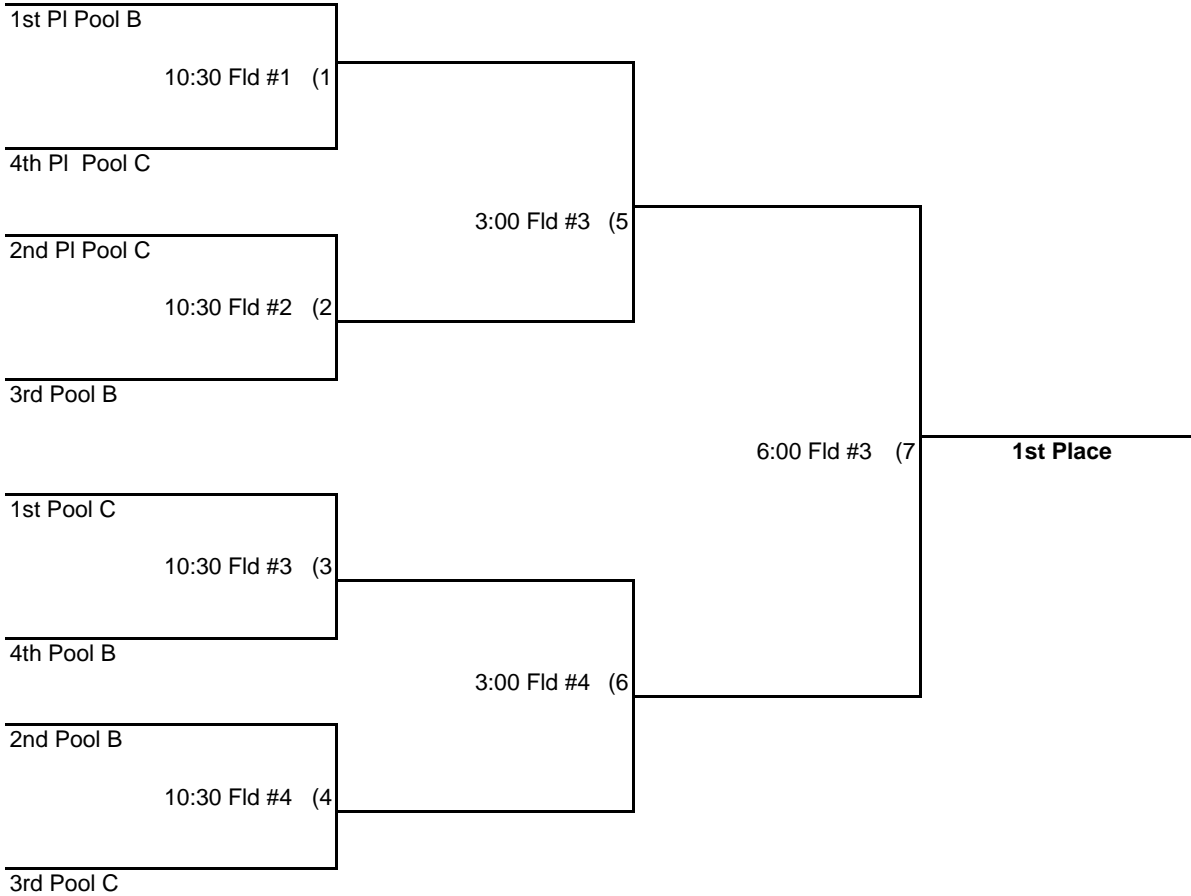 1st Pl Pool B
10:30 Fld #1 (1
4th Pl Pool C
3:00 Fld #3 (5
2nd Pl Pool C
10:30 Fld #2 (2
3rd Pool B
6:00 Fld #3 (7
1st Place
1st Pool C
10:30 Fld #3 (3
4th Pool B
3:00 Fld #4 (6
2nd Pool B
10:30 Fld #4 (4
3rd Pool C